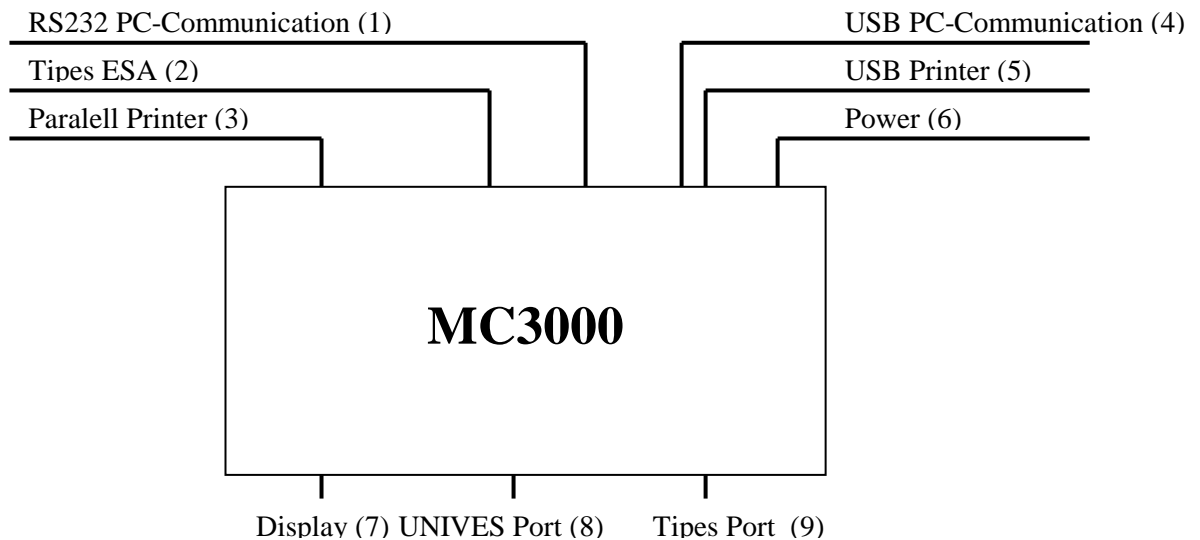 RS232 PC-Communication (1)
USB PC-Communication (4)
Tipes ESA (2)
USB Printer (5)
Paralell Printer (3)
Power (6)
MC3000
Display (7)
UNIVES Port (8)
Tipes Port (9)